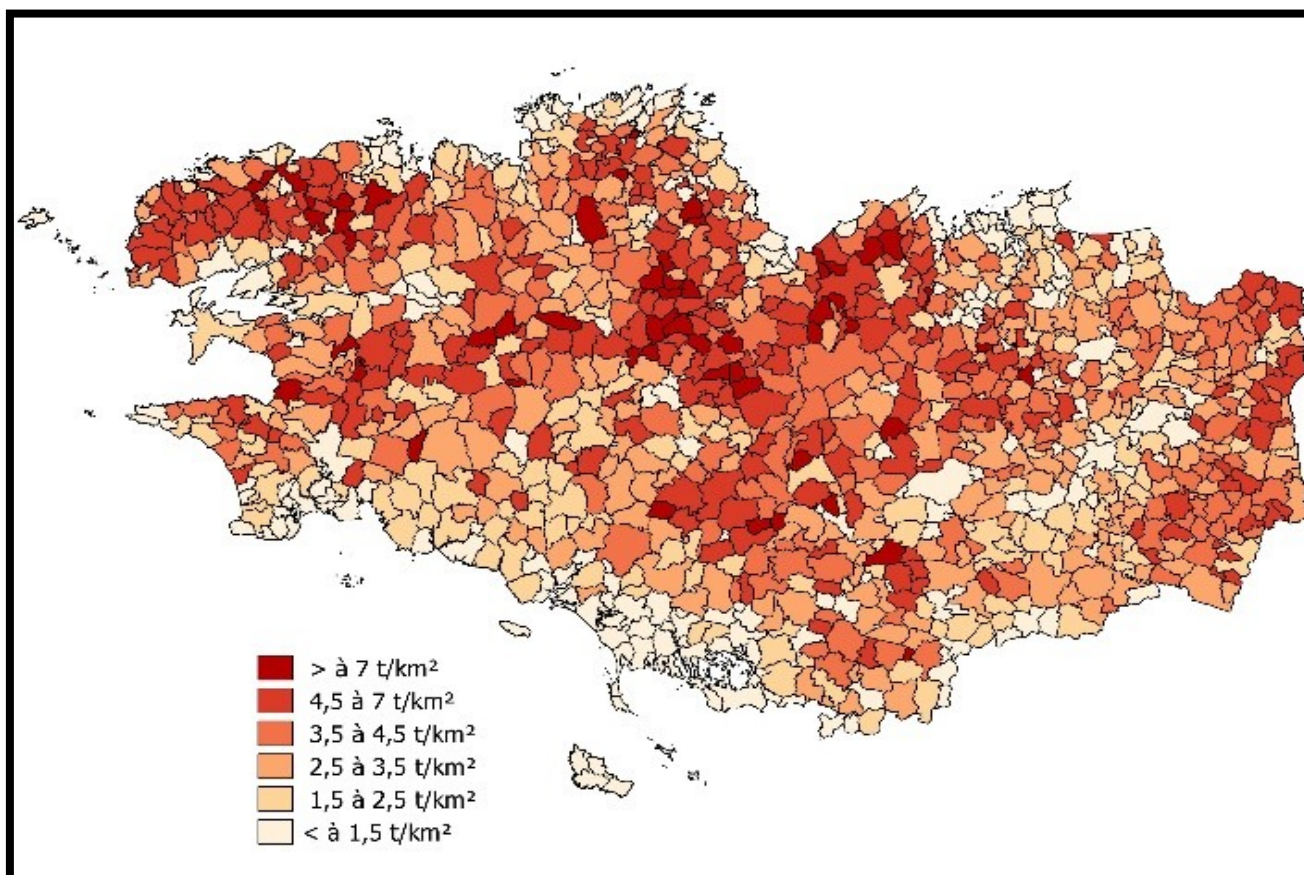 > à 7 t/km²
4,5 à 7 t/km²
3,5 à 4,5 t/km²
2,5 à 3,5 t/km²
1,5 à 2,5 t/km²
< à 1,5 t/km²